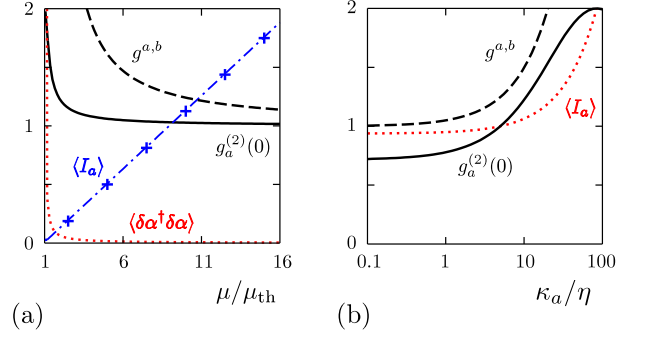 2
1
0
g^{a,b}
⟨I_a⟩
g_a^{(2)}(0)
⟨δα†δα⟩
1 6 11 16
μ/μ_th
(a)
2
1
0
g^{a,b}
⟨I_a⟩
g_a^{(2)}(0)
0.1 1 10 100
κ_a/η
(b)